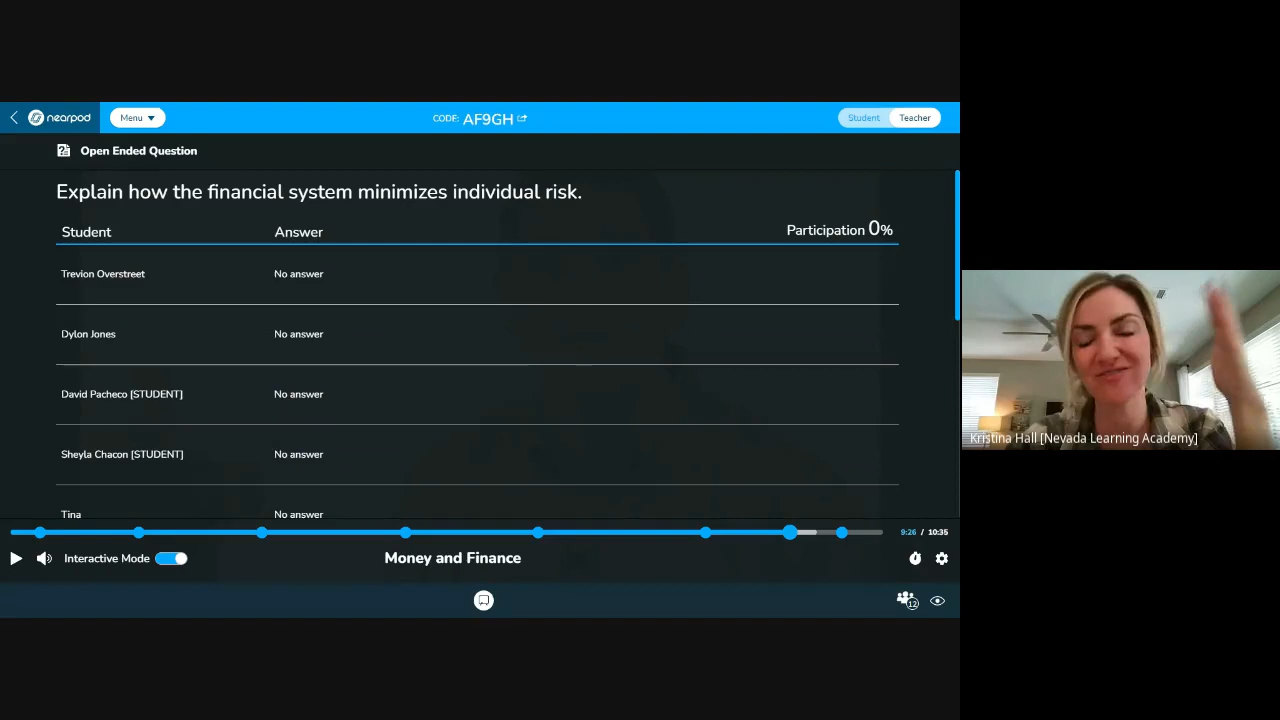 nearpod
Menu
CODE: AF9GH
Student
Teacher
Open Ended Question
Explain how the financial system minimizes individual risk.
Student
Answer
Participation 0%
Trevion Overstreet
No answer
Dylon Jones
No answer
David Pacheco [STUDENT]
No answer
Sheyla Chacon [STUDENT]
No answer
Tina
No answer
9:26 / 10:35
Interactive Mode
Money and Finance
12
Kristina Hall [Nevada Learning Academy]